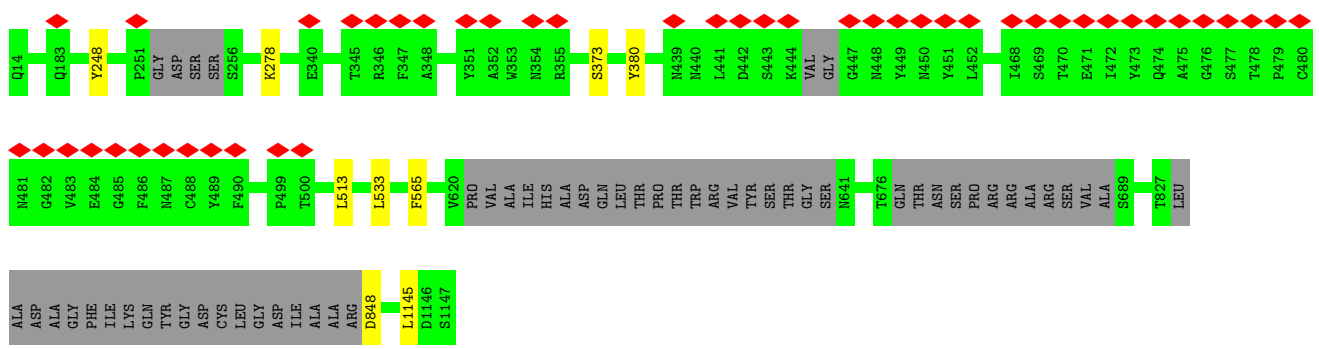 Q14 Q183 Y248 P251 GLY ASP SER SER S256 K278 E340 T345 R346 F347 A348 Y351 A352 W353 N354 R355 S373 Y380 N439 N440 L441 D442 S443 K444 VAL GLY G447 N448 Y449 N450 Y451 L452 I468 S469 T470 E471 I472 Y473 Q474 A475 G476 S477 T478 P479 C480
N481 G482 V483 E484 G485 F486 N487 C488 Y489 F490 P499 T500 L513 L533 F565 V620 PRO VAL ALA ILE HIS ALA ASP GLN LEU THR PRO THR TRP ARG VAL TYR SER THR GLY SER N641 T676 GLN THR ASN SER PRO ARG ARG ALA ARG SER VAL ALA S689 T827 LEU
ALA ASP ALA GLY PHE ILE LYS GLN TYR GLY ASP CYS LEU GLY ASP ILE ALA ALA ARG D848 L1145 D1146 S1147